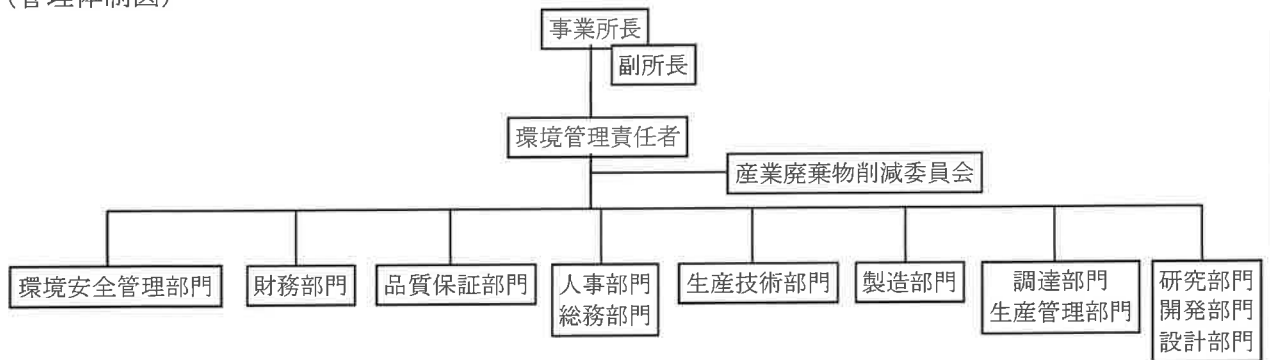 (管理体制図)
事業所長
副所長
環境管理責任者
産業廃棄物削減委員会
環境安全管理部門
財務部門
品質保証部門
人事部門
総務部門
生産技術部門
製造部門
調達部門
生産管理部門
研究部門
開発部門
設計部門